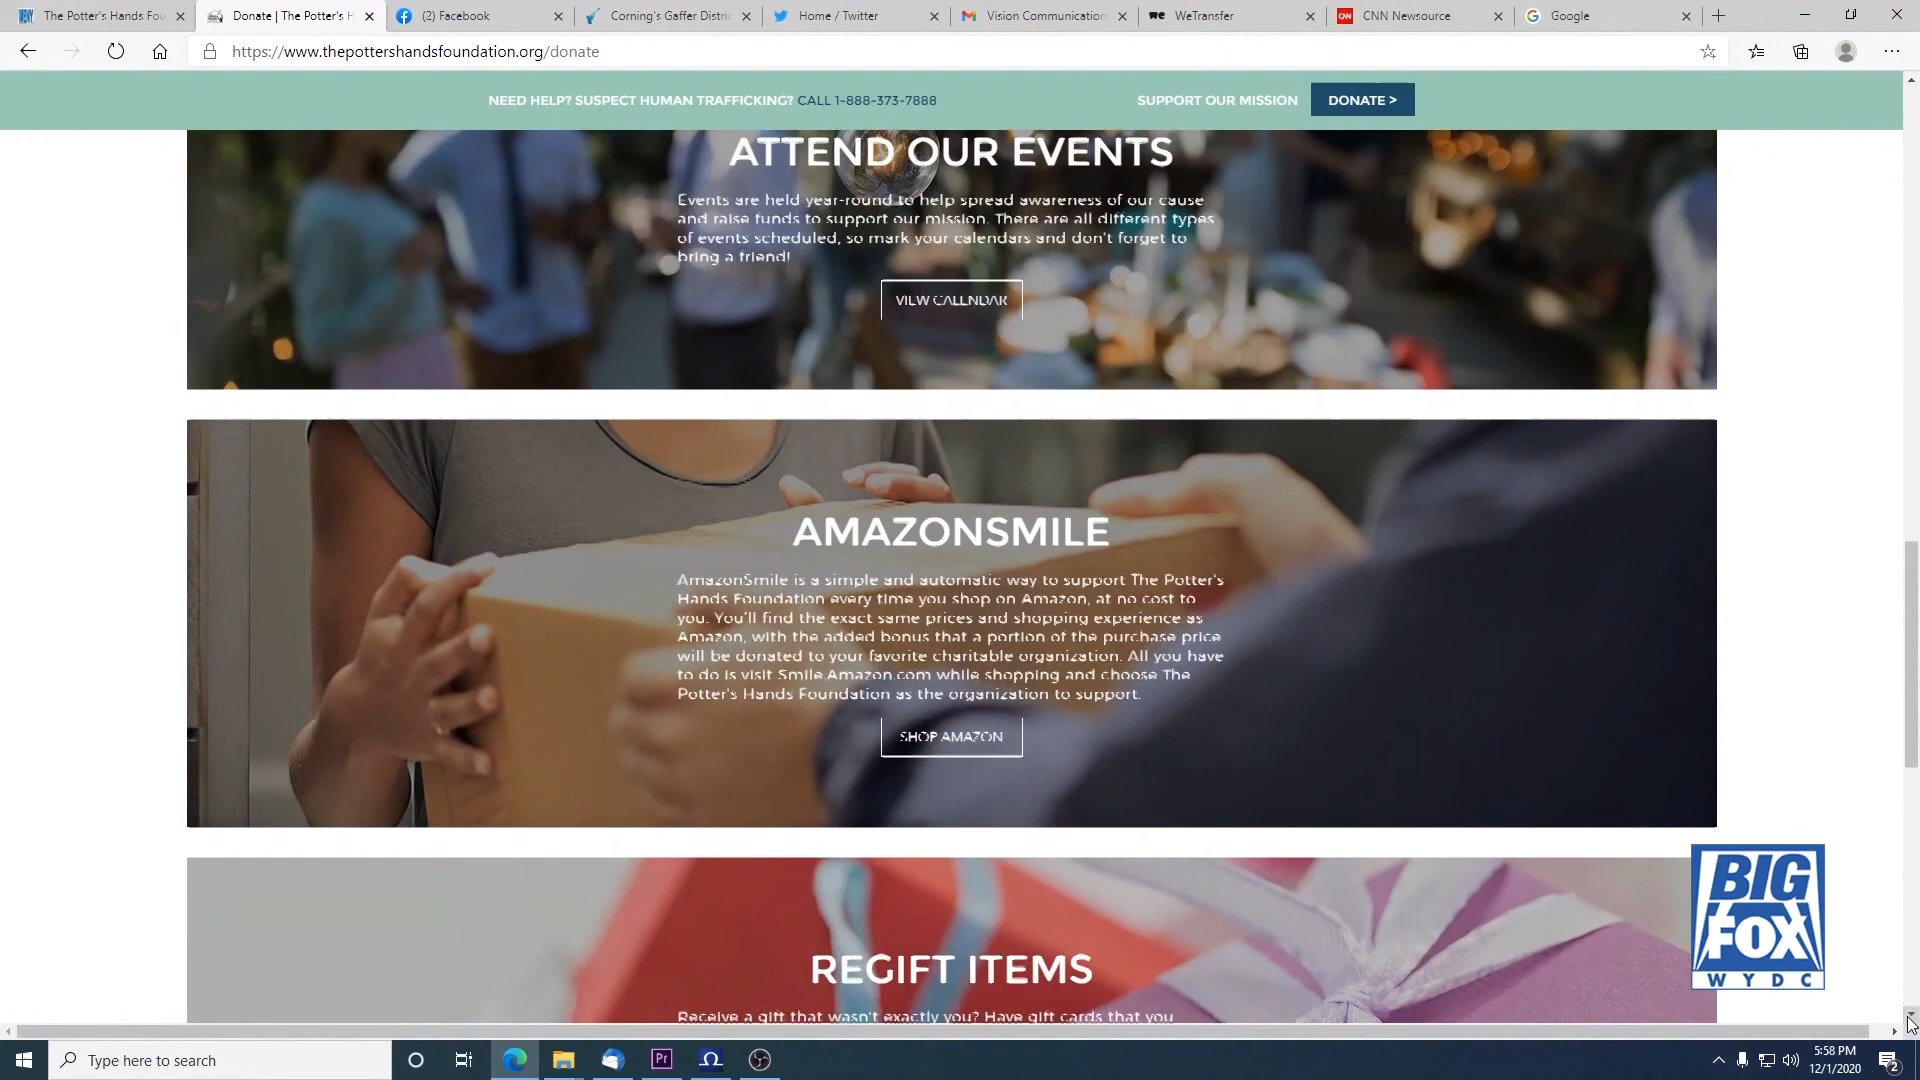 The Potter's Hands Fou
Donate | The Potter's H
(2) Facebook
Corning's Gaffer Distric
Home / Twitter
Vision Communication
WeTransfer
CNN Newsource
Google
https://www.thepottershandsfoundation.org/donate
NEED HELP? SUSPECT HUMAN TRAFFICKING? CALL 1-888-373-7888
SUPPORT OUR MISSION
DONATE >
ATTEND OUR EVENTS
Events are held year-round to help spread awareness of our cause
and raise funds to support our mission. There are all different types
of events scheduled, so mark your calendars and don't forget to
bring a friend!
VIEW CALENDAR
AMAZONSMILE
AmazonSmile is a simple and automatic way to support The Potter's
Hands Foundation every time you shop on Amazon, at no cost to
you. You'll find the exact same prices and shopping experience as
Amazon, with the added bonus that a portion of the purchase price
will be donated to your favorite charitable organization. All you have
to do is visit Smile.Amazon.com while shopping and choose The
Potter's Hands Foundation as the organization to support.
SHOP AMAZON
REGIFT ITEMS
Receive a gift that wasn't exactly you? Have gift cards that you
BIG
FOX
WYDC
Type here to search
Pr
5:58 PM
12/1/2020
2